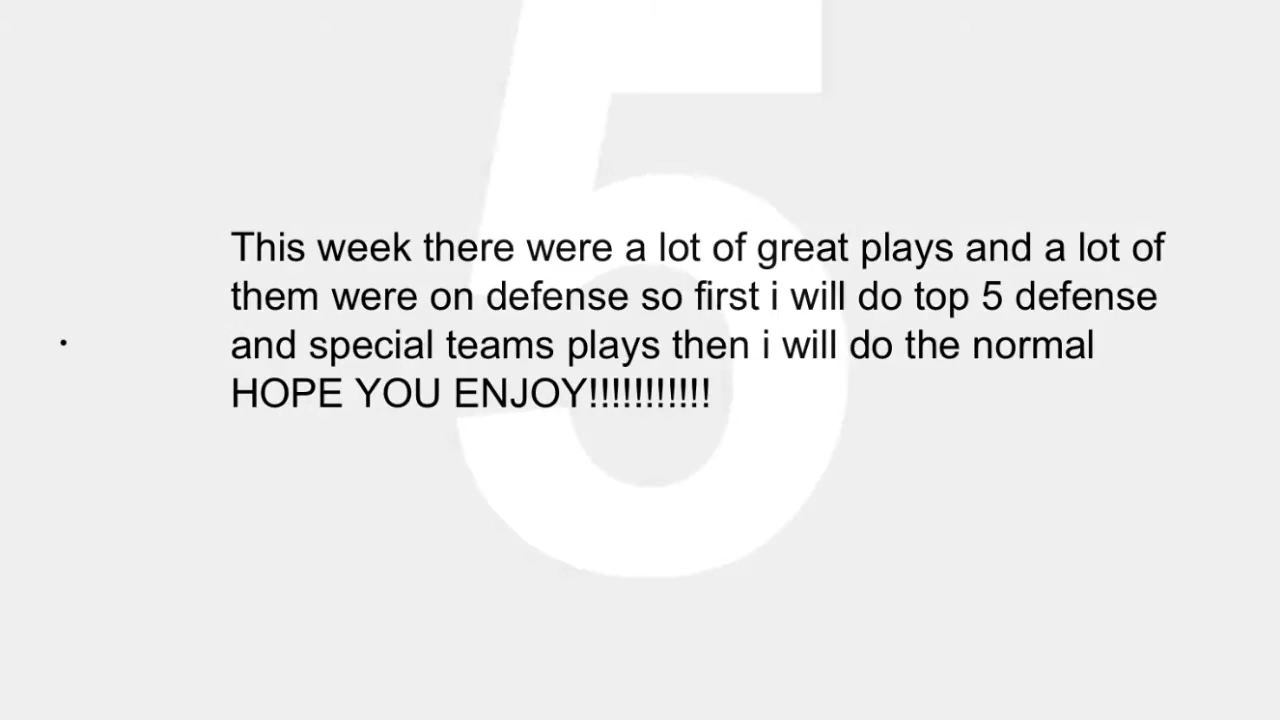 5
This week there were a lot of great plays and a lot of
them were on defense so first i will do top 5 defense
and special teams plays then i will do the normal
HOPE YOU ENJOY!!!!!!!!!!!